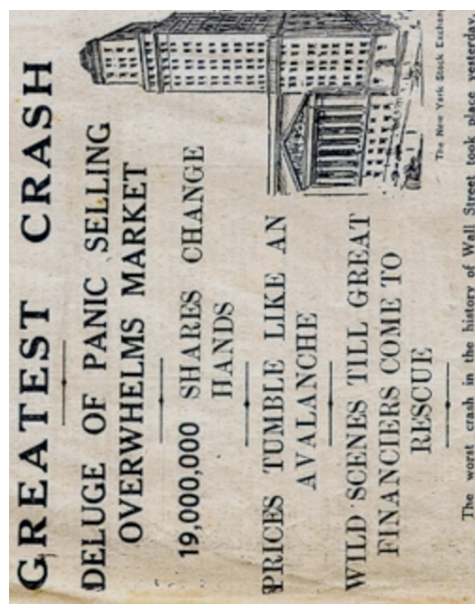 GREATEST CRASH
DELUGE OF PANIC SELLING
OVERWHELMS MARKET
19,000,000 SHARES CHANGE
HANDS
PRICES TUMBLE LIKE AN
AVALANCHE
WILD SCENES TILL GREAT
FINANCIERS COME TO
RESCUE
The New York Stock Exchan
The worst crash in the history of Wall Street took place yesterday